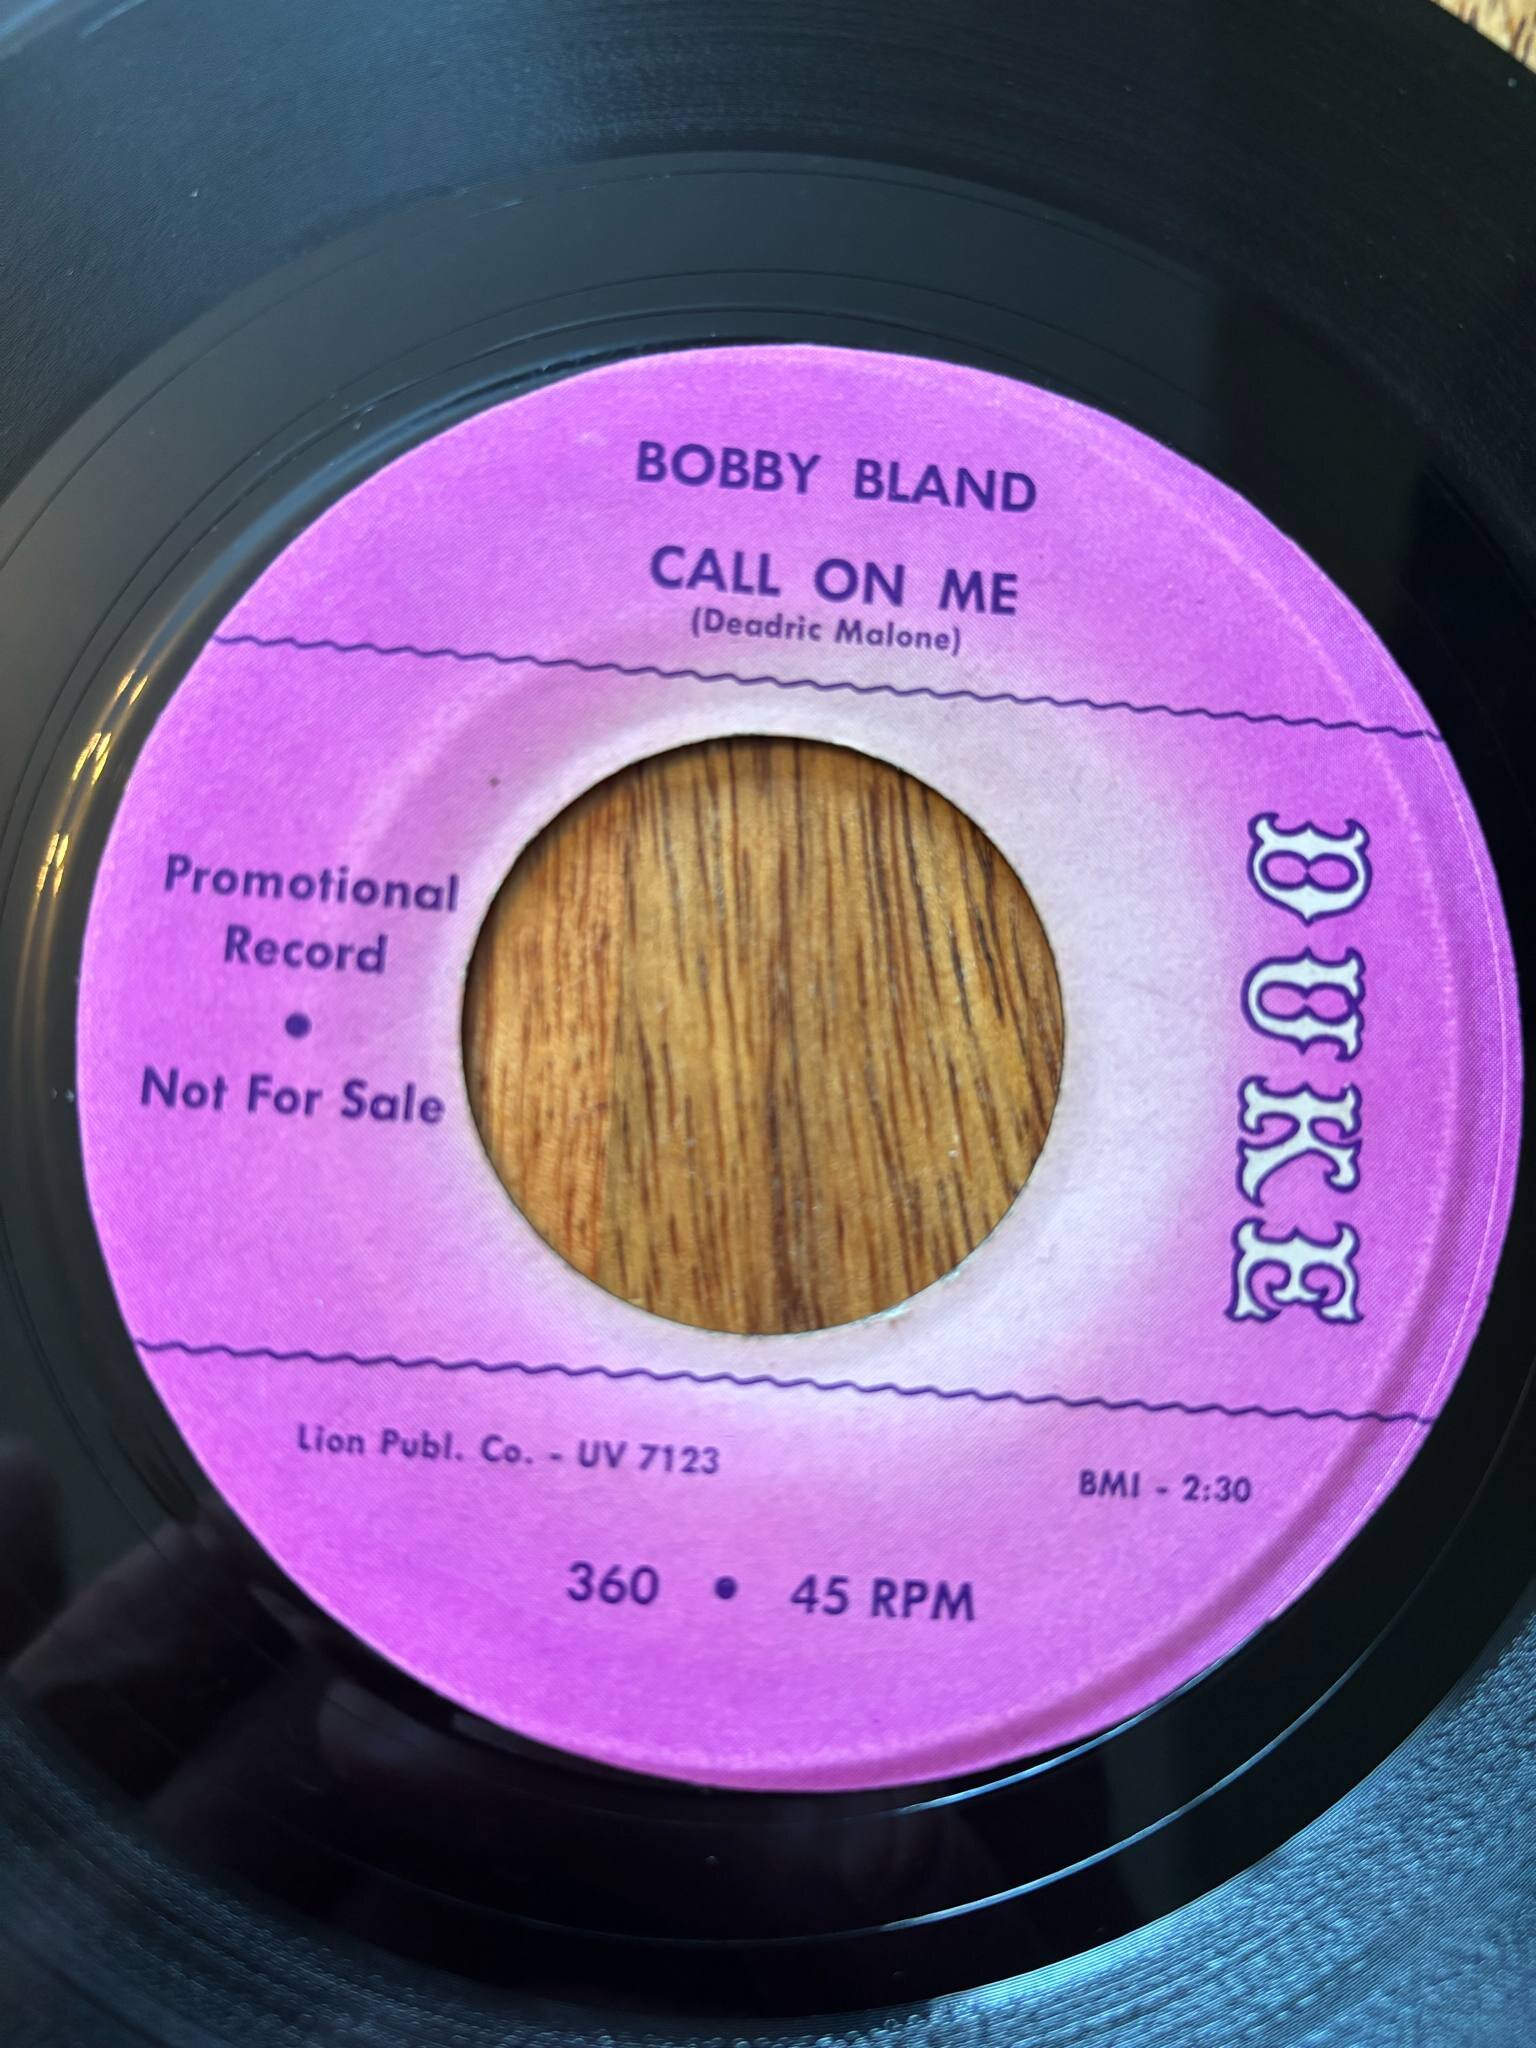 BOBBY BLAND
CALL ON ME
(Deadric Malone)
Promotional
Record
•
Not For Sale
DUKE
Lion Publ. Co. - UV 7123
BMI - 2:30
360 • 45 RPM